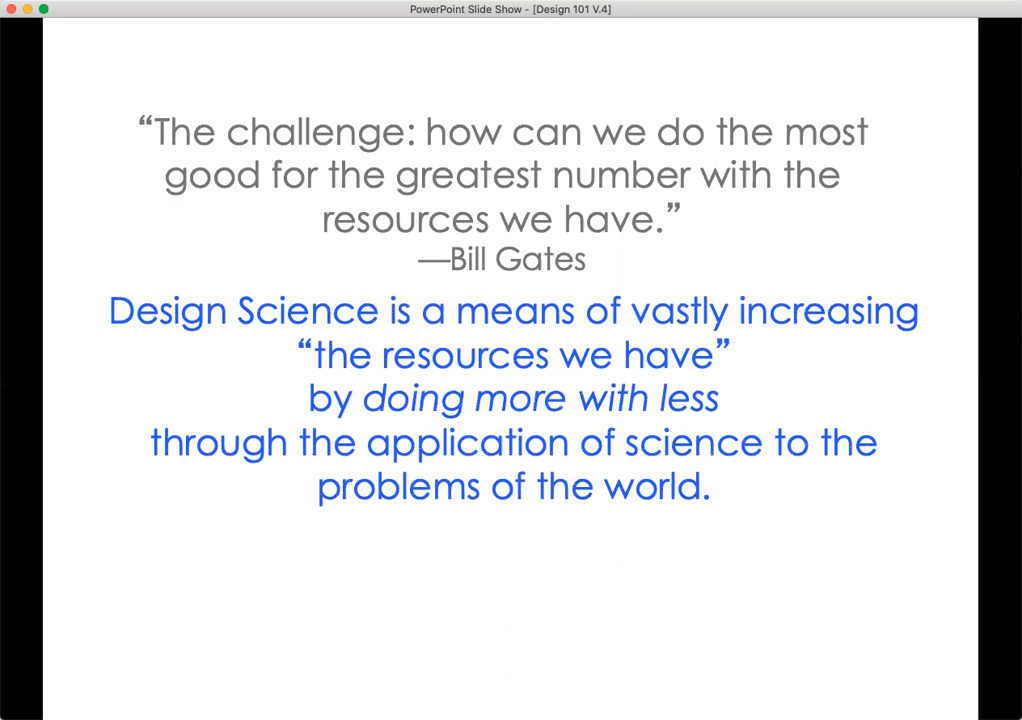 PowerPoint Slide Show - [Design 101 V.4]
“The challenge: how can we do the most
good for the greatest number with the
resources we have.”
—Bill Gates
Design Science is a means of vastly increasing
“the resources we have”
by doing more with less
through the application of science to the
problems of the world.